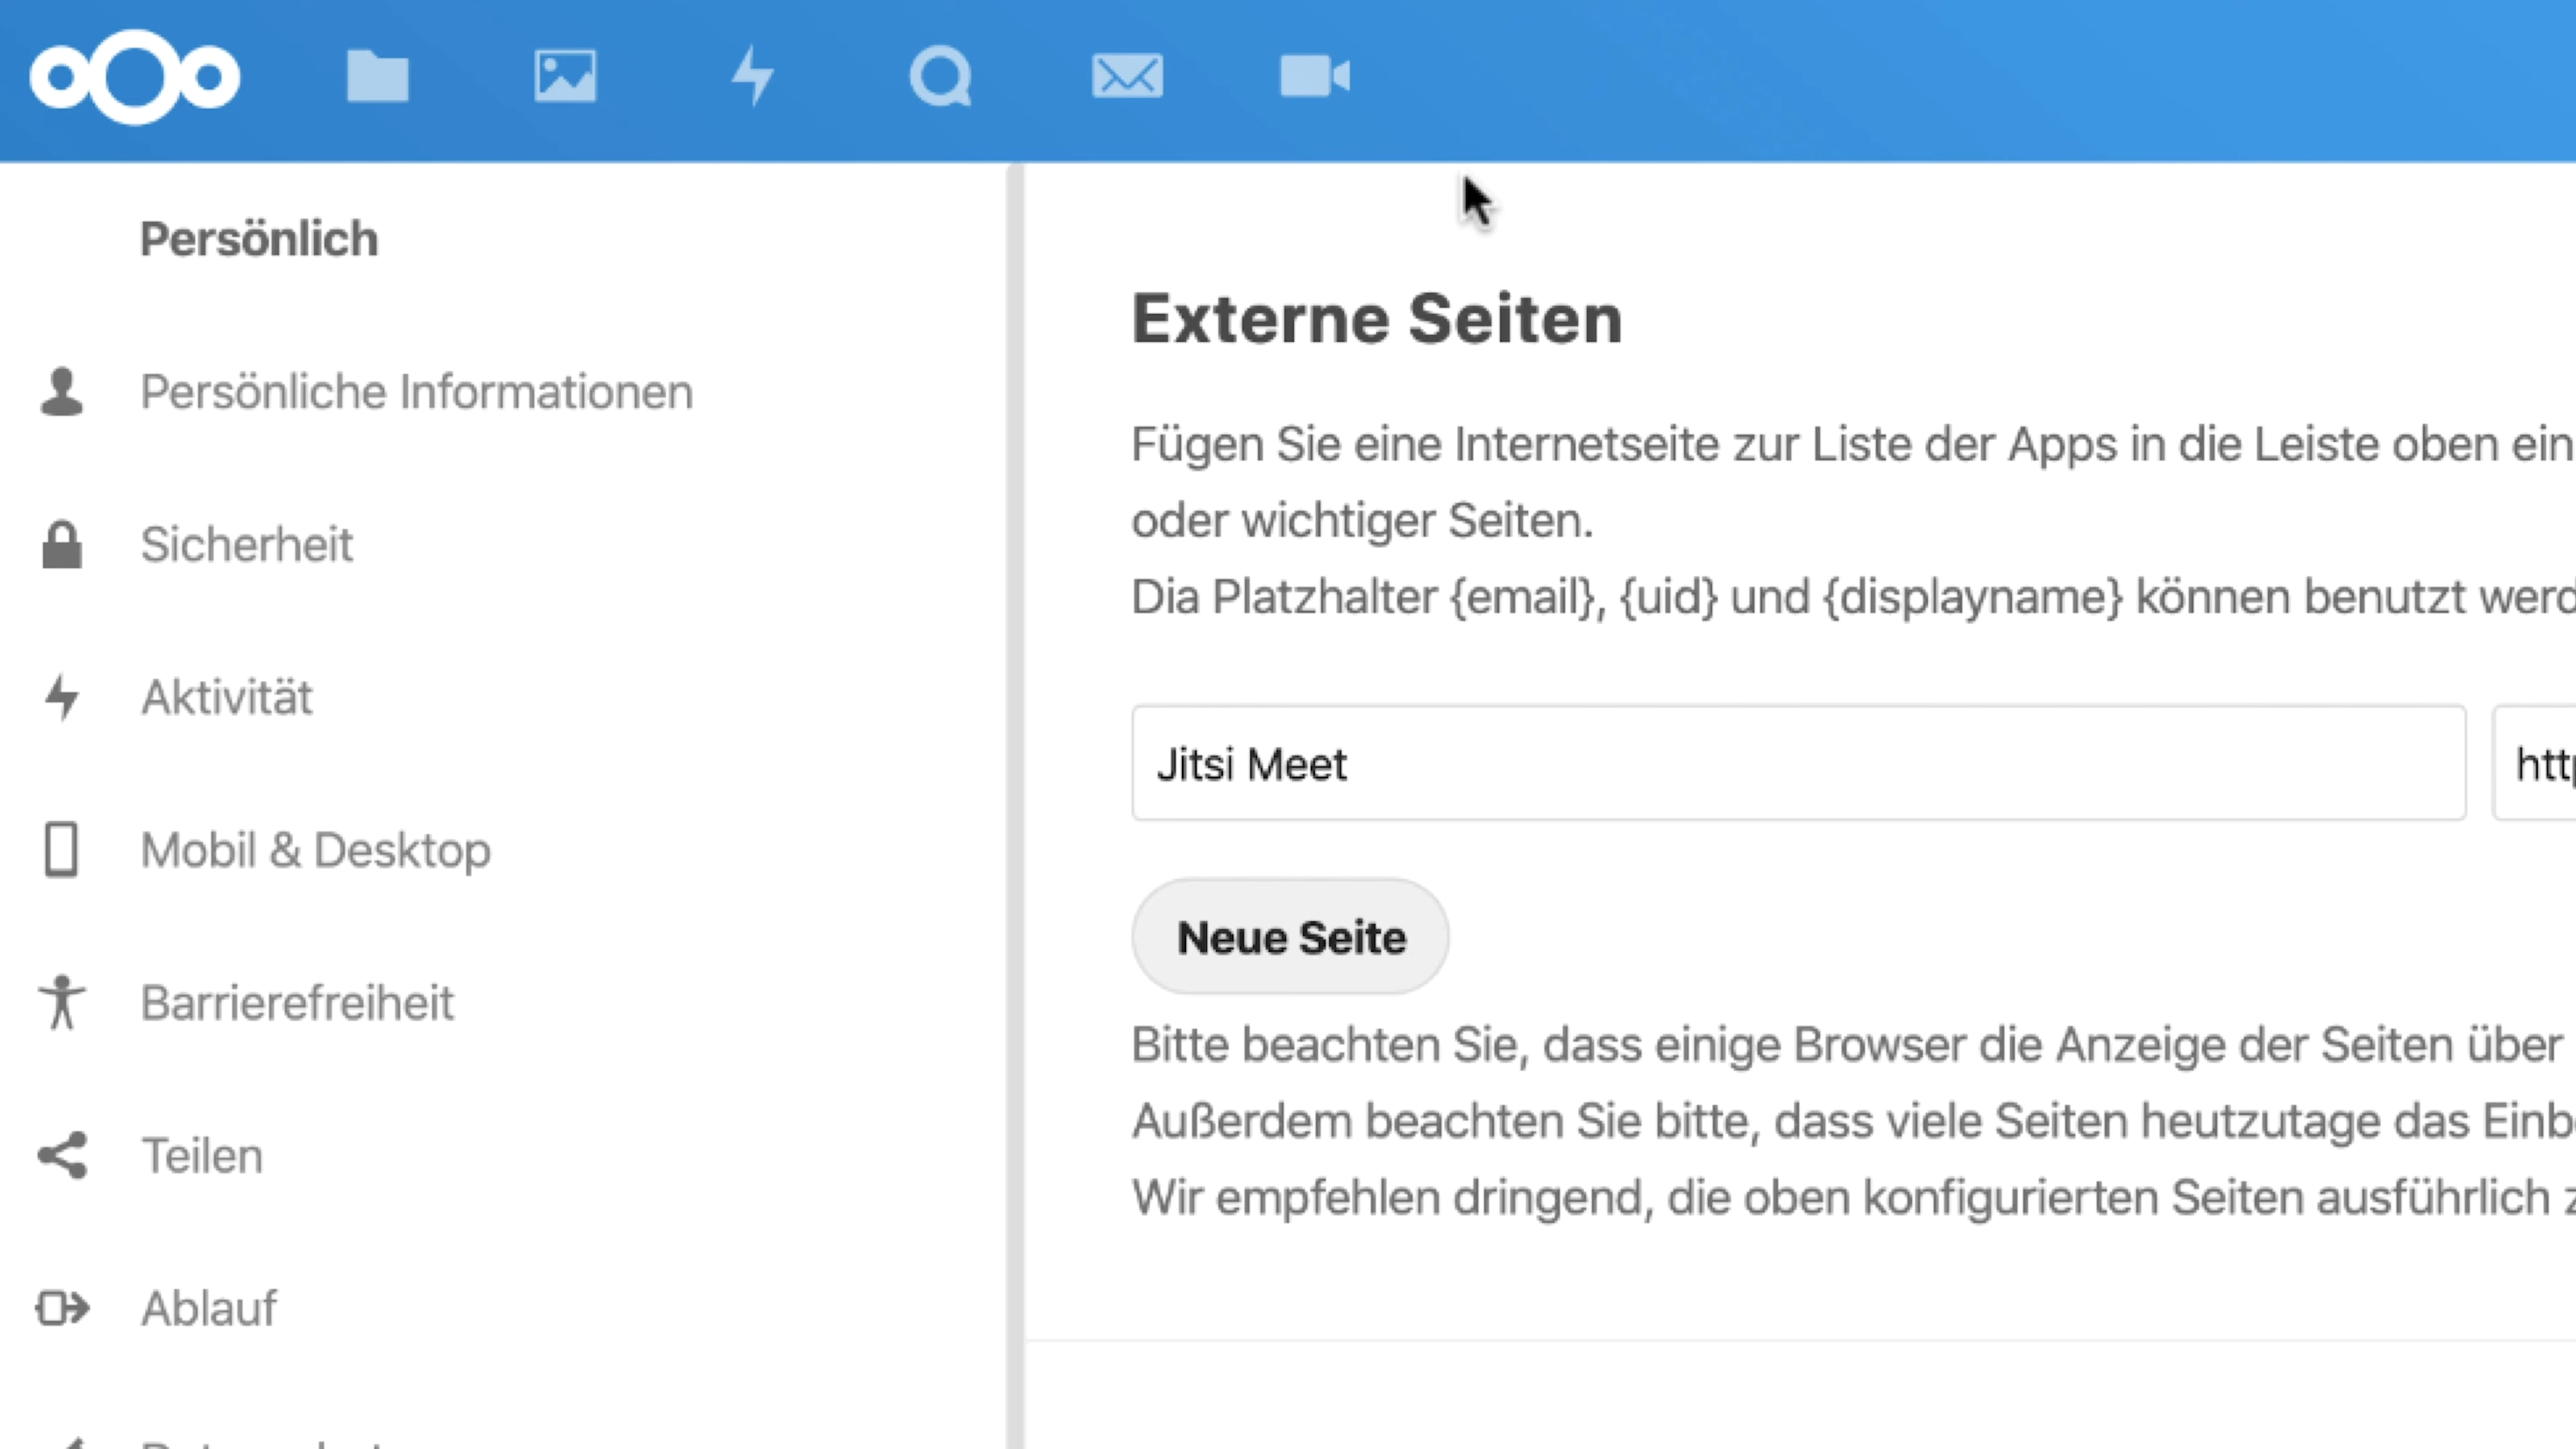 Persönlich
Persönliche Informationen
Sicherheit
Aktivität
Mobil & Desktop
Barrierefreiheit
Teilen
Ablauf
Externe Seiten
Fügen Sie eine Internetseite zur Liste der Apps in die Leiste oben ein
oder wichtiger Seiten.
Dia Platzhalter {email}, {uid} und {displayname} können benutzt werd
Jitsi Meet
http
Neue Seite
Bitte beachten Sie, dass einige Browser die Anzeige der Seiten über
Außerdem beachten Sie bitte, dass viele Seiten heutzutage das Einb
Wir empfehlen dringend, die oben konfigurierten Seiten ausführlich z